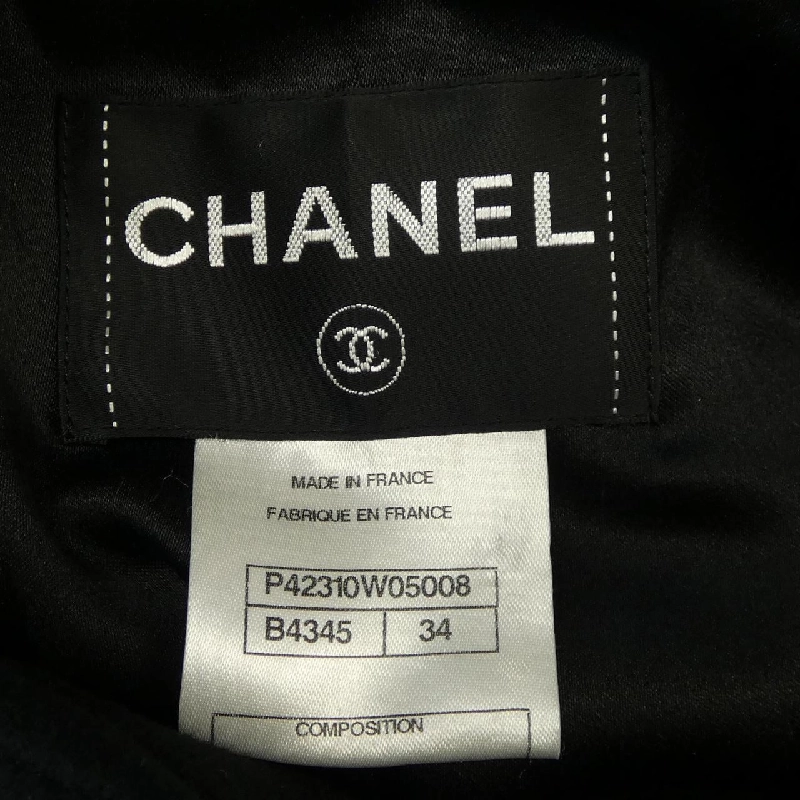 CHANEL
MADE IN FRANCE
FABRIQUE EN FRANCE
P42310W05008
B4345 34
COMPOSITION